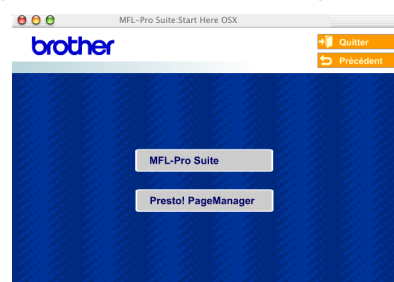 MFL-Pro Suite:Start Here OSX
brother
Quitter
Précédent
MFL-Pro Suite
Presto! PageManager